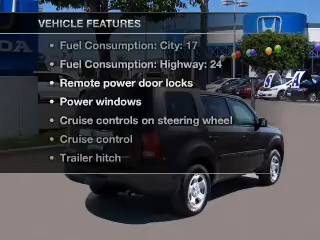 VEHICLE FEATURES
• Fuel Consumption: City: 17
• Fuel Consumption: Highway: 24
• Remote power door locks
• Power windows
• Cruise controls on steering wheel
• Cruise control
• Trailer hitch